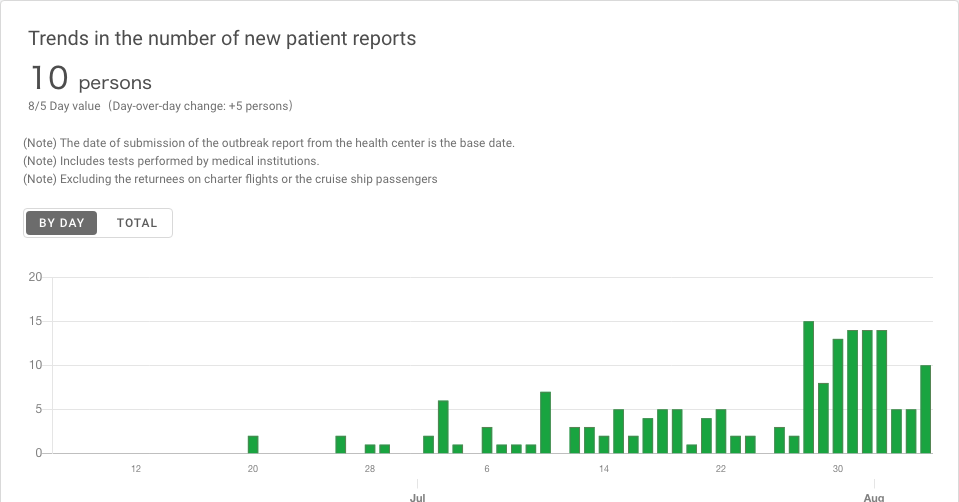 Trends in the number of new patient reports
10 persons
8/5 Day value（Day-over-day change: +5 persons）
(Note) The date of submission of the outbreak report from the health center is the base date.
(Note) Includes tests performed by medical institutions.
(Note) Excluding the returnees on charter flights or the cruise ship passengers
BY DAY TOTAL
20
15
10
5
0
12 20 28 6 14 22 30
Jul Aug